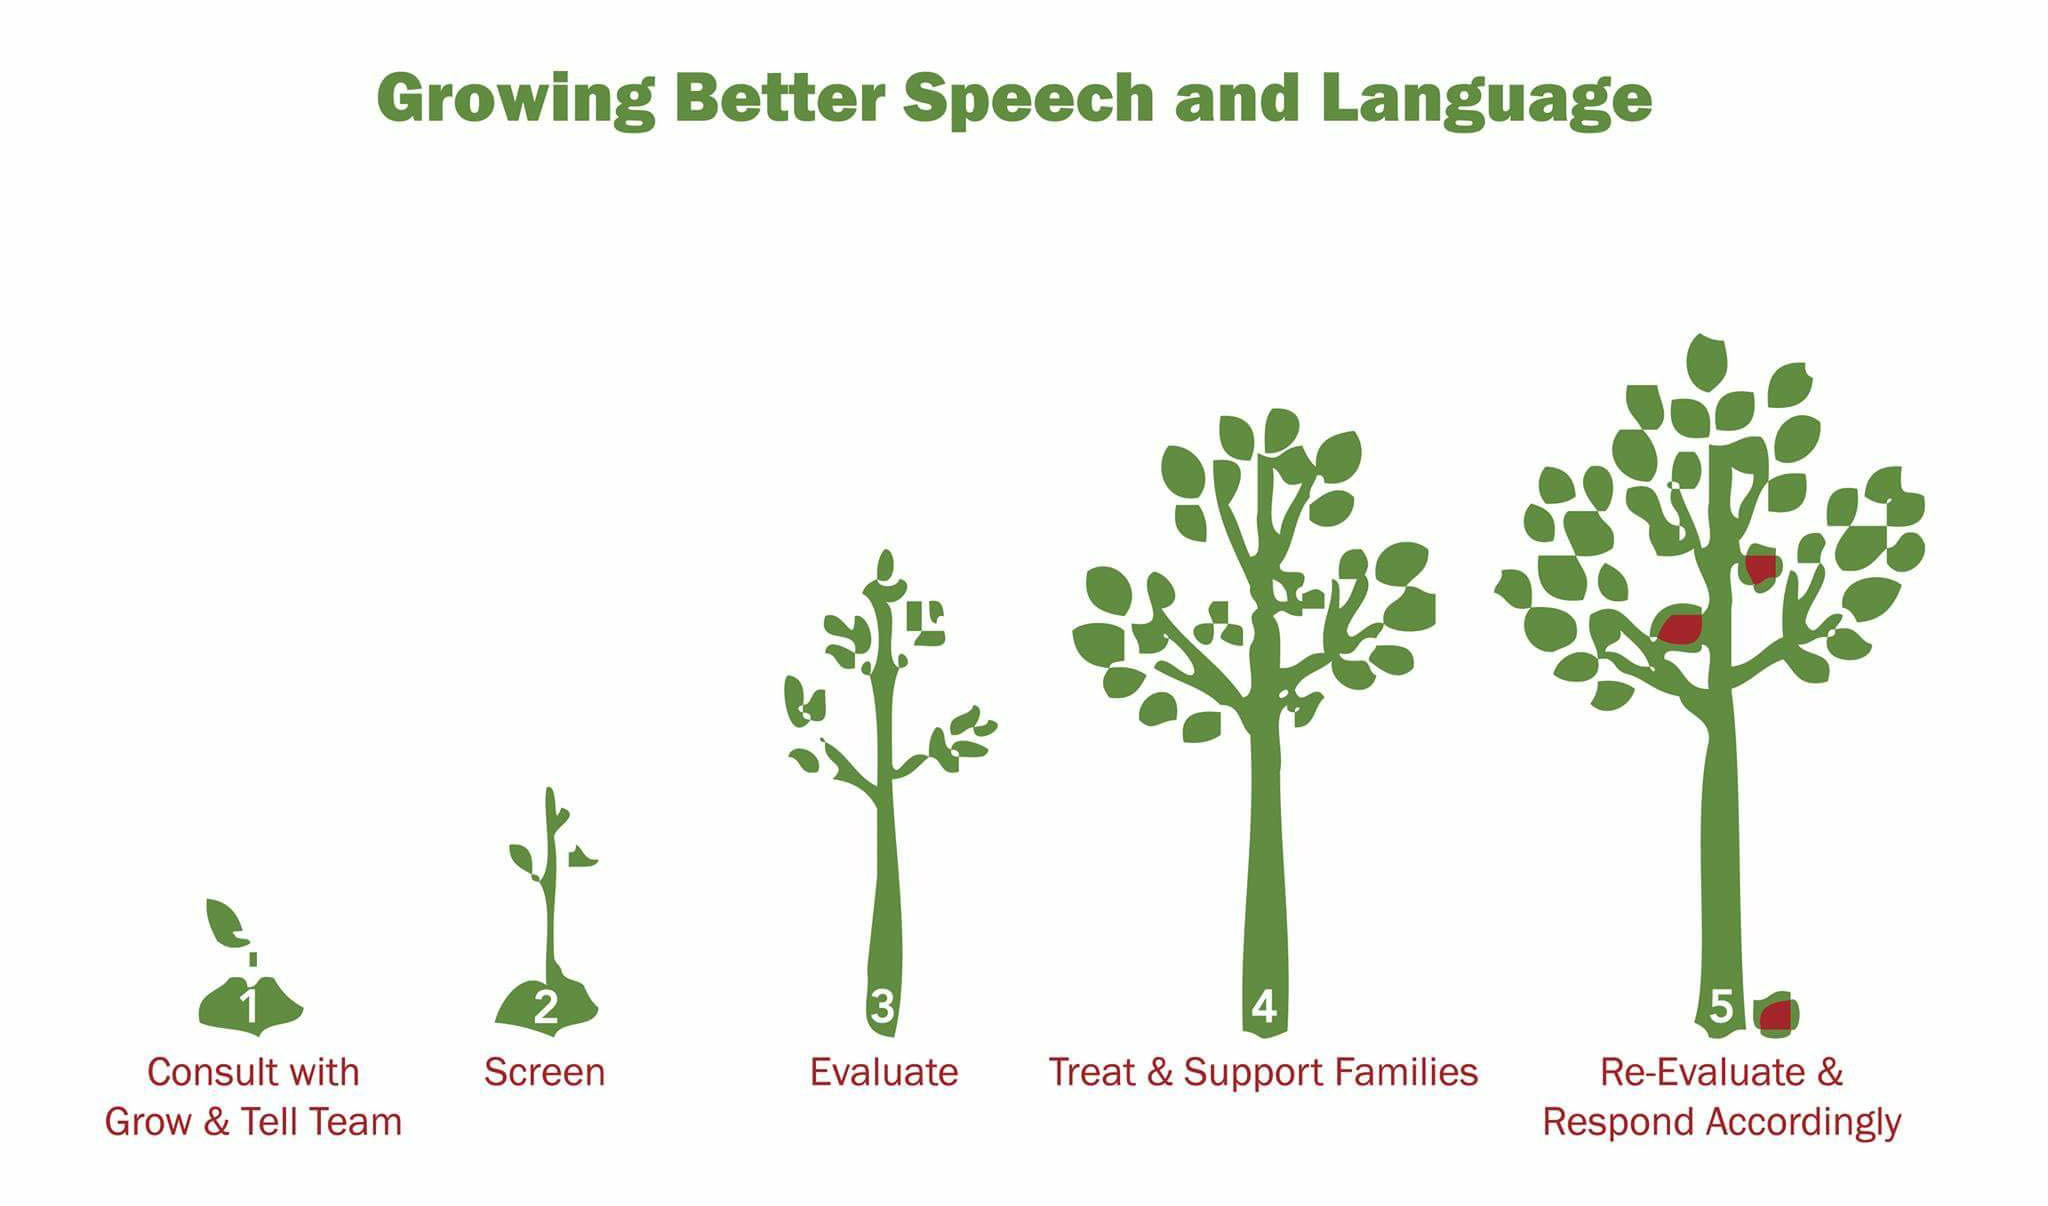 Growing Better Speech and Language
1
2
3
4
5
Consult with
Grow & Tell Team
Screen
Evaluate
Treat & Support Families
Re-Evaluate &
Respond Accordingly